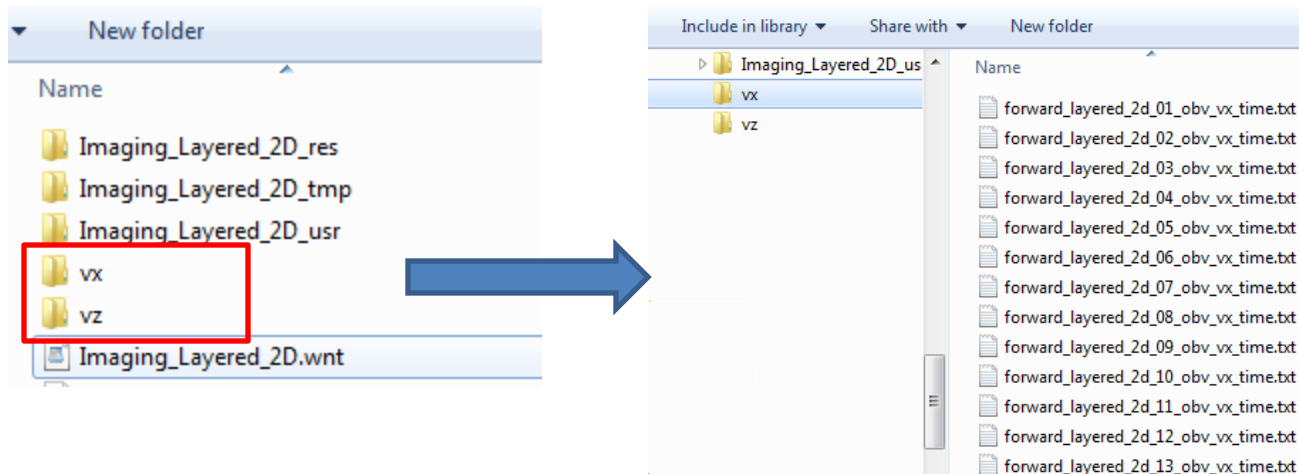 New folder
Name
Imaging_Layered_2D_res
Imaging_Layered_2D_tmp
Imaging_Layered_2D_usr
vx
vz
Imaging_Layered_2D.wnt
Include in library Share with New folder
Imaging_Layered_2D_us
vx
vz
Name
forward_layered_2d_01_obv_vx_time.txt
forward_layered_2d_02_obv_vx_time.txt
forward_layered_2d_03_obv_vx_time.txt
forward_layered_2d_04_obv_vx_time.txt
forward_layered_2d_05_obv_vx_time.txt
forward_layered_2d_06_obv_vx_time.txt
forward_layered_2d_07_obv_vx_time.txt
forward_layered_2d_08_obv_vx_time.txt
forward_layered_2d_09_obv_vx_time.txt
forward_layered_2d_10_obv_vx_time.txt
forward_layered_2d_11_obv_vx_time.txt
forward_layered_2d_12_obv_vx_time.txt
forward_layered_2d_13_obv_vx_time.txt